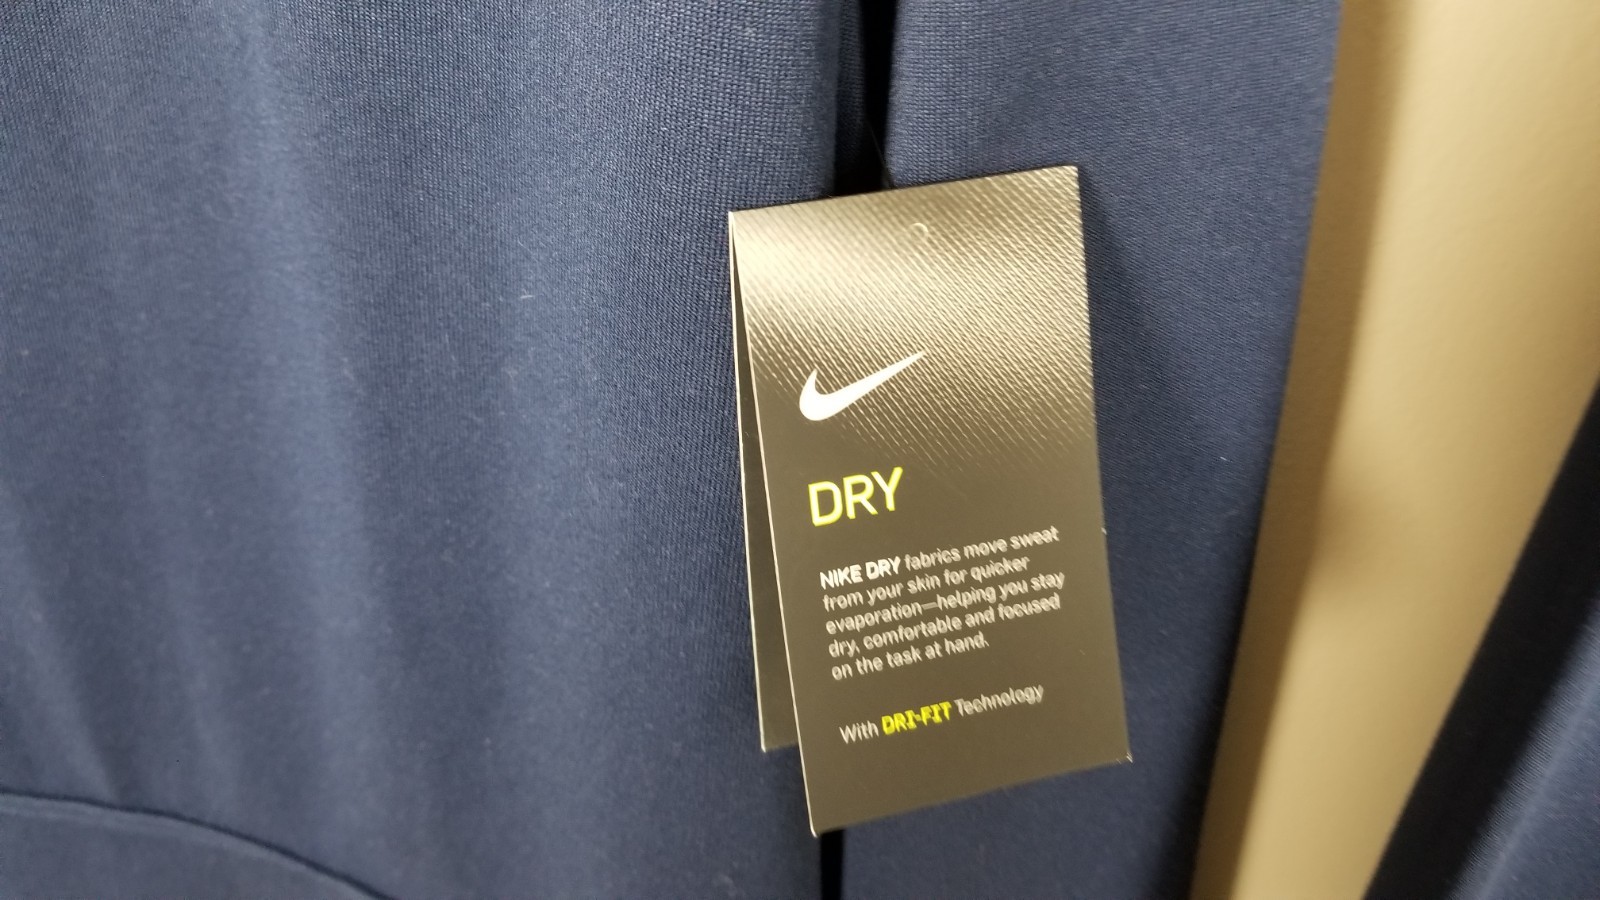 DRY
NIKE DRY fabrics move sweat
from your skin for quicker
evaporation—helping you stay
dry, comfortable and focused
on the task at hand.
With DRI-FIT Technology